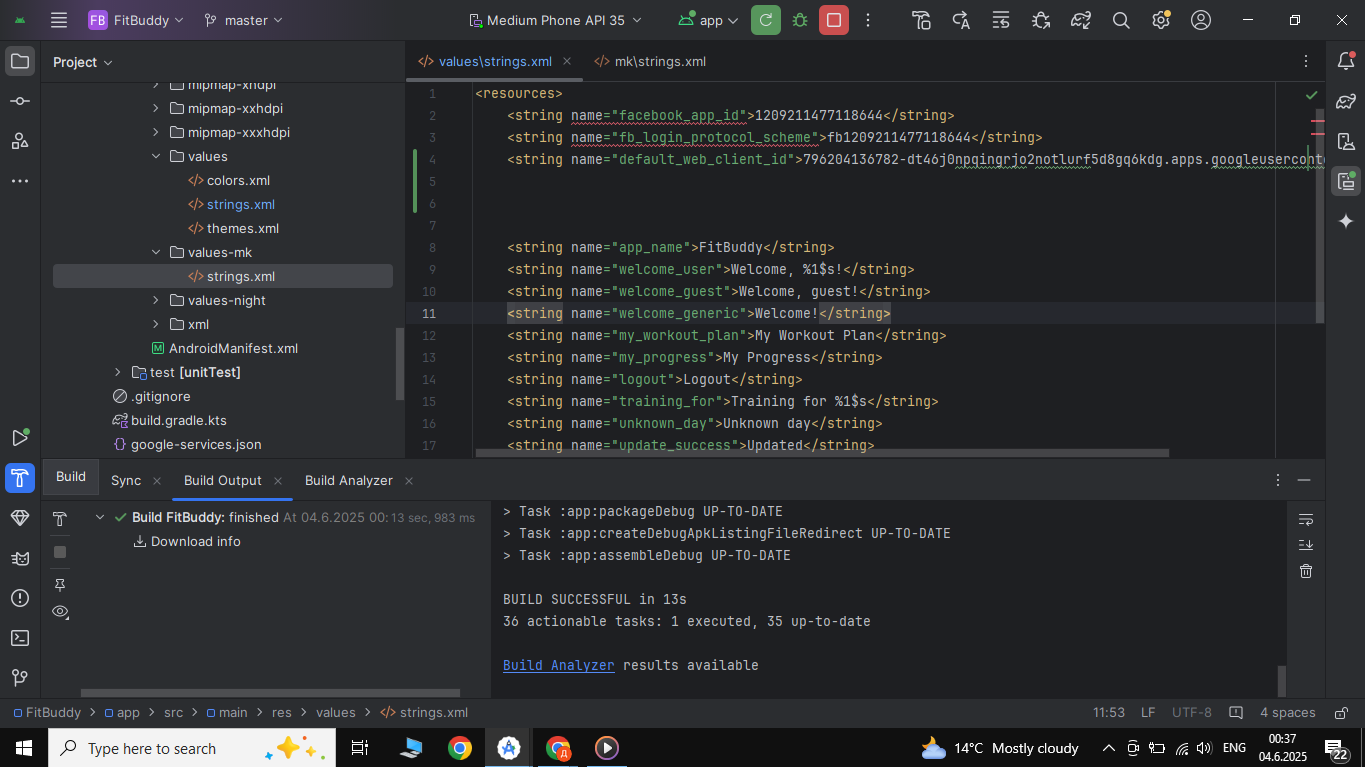 FB FitBuddy master Medium Phone API 35 app
Project
values\strings.xml
mk\strings.xml
mipmap-xhdpi
mipmap-xxhdpi
mipmap-xxxhdpi
values
colors.xml
strings.xml
themes.xml
values-mk
strings.xml
values-night
xml
AndroidManifest.xml
test [unitTest]
.gitignore
build.gradle.kts
google-services.json
1 <resources>
2 <string name="facebook_app_id">1209211477118644</string>
3 <string name="fb_login_protocol_scheme">fb1209211477118644</string>
4 <string name="default_web_client_id">796204136782-dt46j0npqingrjo2notlurf5d8gq6kdg.apps.googleuserconte
5
6
7
8 <string name="app_name">FitBuddy</string>
9 <string name="welcome_user">Welcome, %1$s!</string>
10 <string name="welcome_guest">Welcome, guest!</string>
11 <string name="welcome_generic">Welcome!</string>
12 <string name="my_workout_plan">My Workout Plan</string>
13 <string name="my_progress">My Progress</string>
14 <string name="logout">Logout</string>
15 <string name="training_for">Training for %1$s</string>
16 <string name="unknown_day">Unknown day</string>
17 <string name="update_success">Updated</string>
Build Sync Build Output Build Analyzer
Build FitBuddy: finished At 04.6.2025 00: 13 sec, 983 ms
Download info
> Task :app:packageDebug UP-TO-DATE
> Task :app:createDebugApkListingFileRedirect UP-TO-DATE
> Task :app:assembleDebug UP-TO-DATE
BUILD SUCCESSFUL in 13s
36 actionable tasks: 1 executed, 35 up-to-date
Build Analyzer results available
FitBuddy > app > src > main > res > values > strings.xml
11:53 LF UTF-8 4 spaces
Type here to search
Д
14°C Mostly cloudy
ENG
00:37
04.6.2025
22